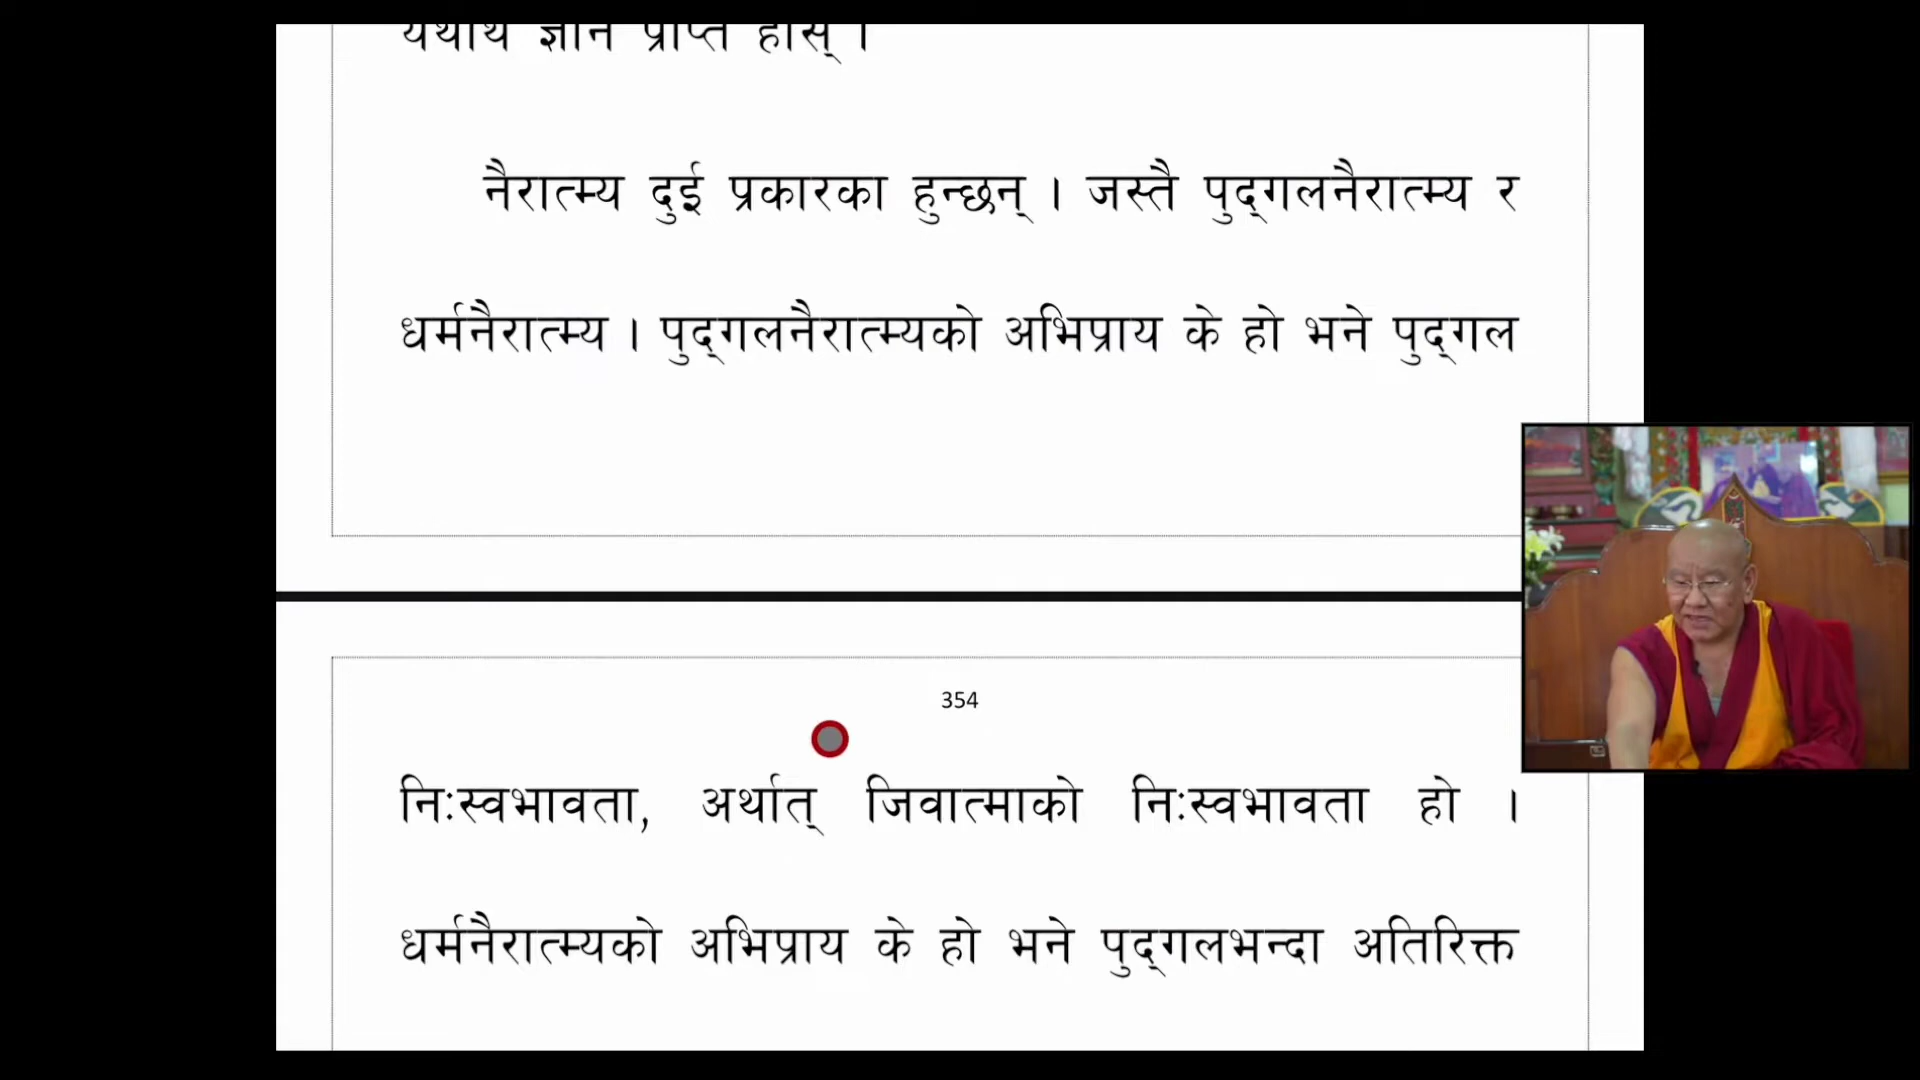 यथार्थ ज्ञान प्राप्त होस् ।
नैरात्म्य दुई प्रकारका हुन्छन् । जस्तै पुद्‌गलनैरात्म्य र
धर्मनैरात्म्य । पुद्‌गलनैरात्म्यको अभिप्राय के हो भने पुद्‌गल
354
निःस्वभावता, अर्थात् जिवात्माको निःस्वभावता हो ।
धर्मनैरात्म्यको अभिप्राय के हो भने पुद्‌गलभन्दा अतिरिक्त